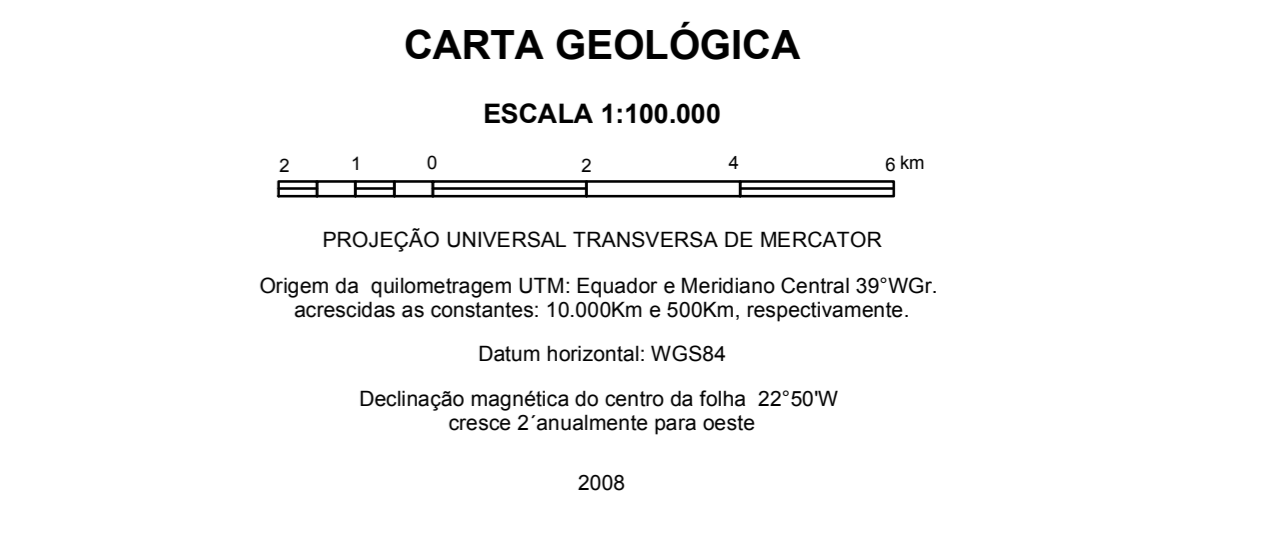 CARTA GEOLÓGICA
ESCALA 1:100.000
2 1 0 2 4 6 km
PROJEÇÃO UNIVERSAL TRANSVERSA DE MERCATOR
Origem da quilometragem UTM: Equador e Meridiano Central 39°WGr.
acrescidas as constantes: 10.000Km e 500Km, respectivamente.
Datum horizontal: WGS84
Declinação magnética do centro da folha 22°50'W
cresce 2´anualmente para oeste
2008